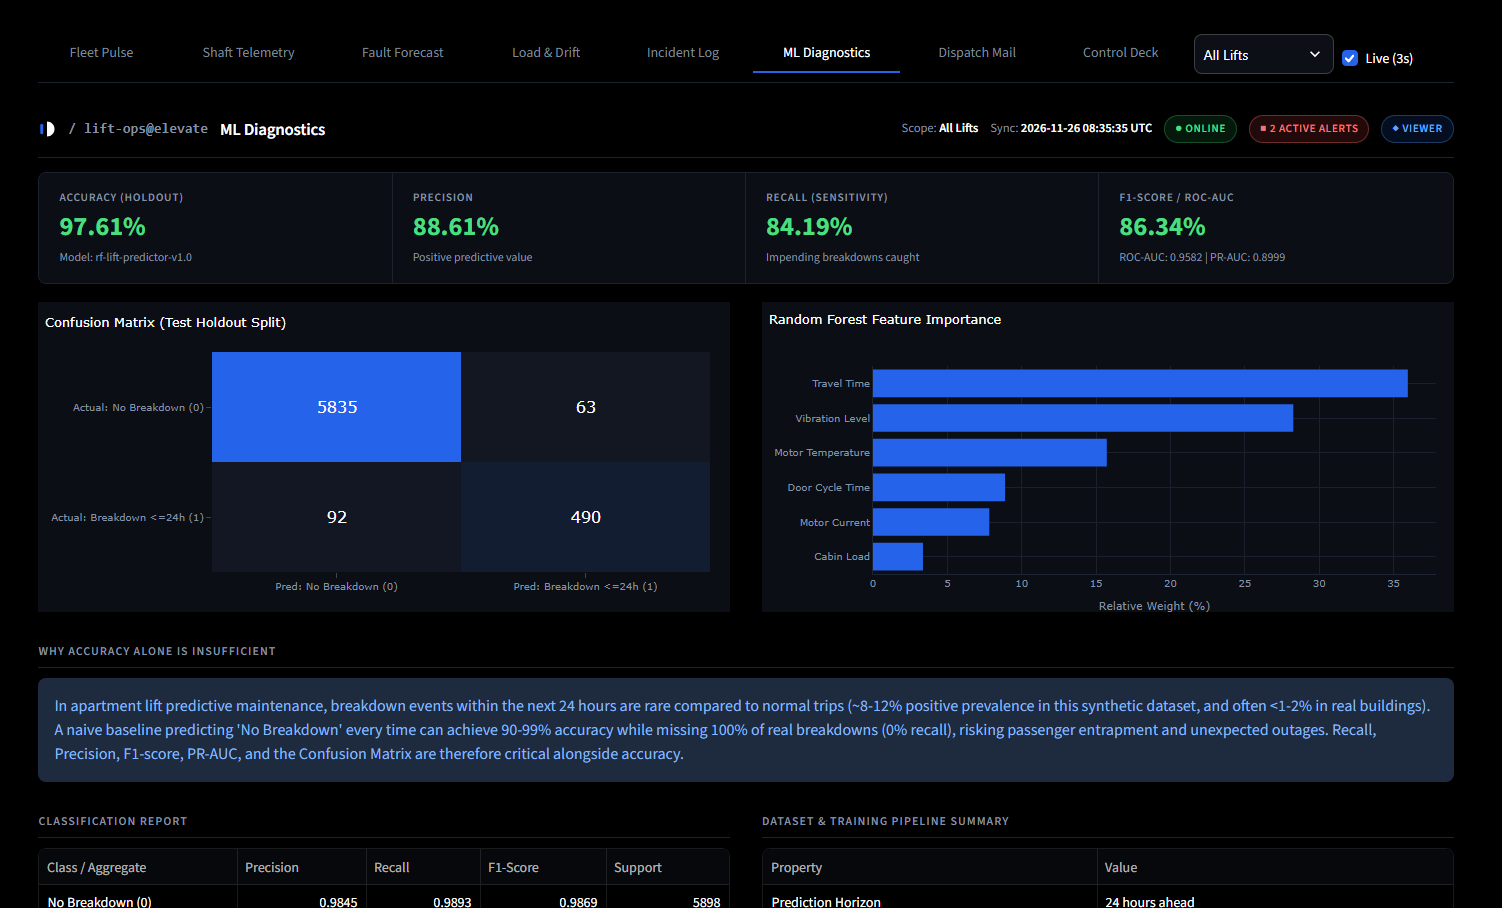 Fleet Pulse Shaft Telemetry Fault Forecast Load & Drift Incident Log ML Diagnostics Dispatch Mail Control Deck All Lifts Live (3s)
/ lift-ops@elevate ML Diagnostics Scope: All Lifts Sync: 2026-11-26 08:35:35 UTC ONLINE 2 ACTIVE ALERTS VIEWER
ACCURACY (HOLDOUT)
97.61%
Model: rf-lift-predictor-v1.0
PRECISION
88.61%
Positive predictive value
RECALL (SENSITIVITY)
84.19%
Impending breakdowns caught
F1-SCORE / ROC-AUC
86.34%
ROC-AUC: 0.9582 | PR-AUC: 0.8999
Confusion Matrix (Test Holdout Split)
Actual: No Breakdown (0) 5835 63
Actual: Breakdown <=24h (1) 92 490
Pred: No Breakdown (0) Pred: Breakdown <=24h (1)
Random Forest Feature Importance
Travel Time
Vibration Level
Motor Temperature
Door Cycle Time
Motor Current
Cabin Load
0 5 10 15 20 25 30 35
Relative Weight (%)
WHY ACCURACY ALONE IS INSUFFICIENT
In apartment lift predictive maintenance, breakdown events within the next 24 hours are rare compared to normal trips (~8-12% positive prevalence in this synthetic dataset, and often <1-2% in real buildings).
A naive baseline predicting 'No Breakdown' every time can achieve 90-99% accuracy while missing 100% of real breakdowns (0% recall), risking passenger entrapment and unexpected outages. Recall,
Precision, F1-score, PR-AUC, and the Confusion Matrix are therefore critical alongside accuracy.
CLASSIFICATION REPORT
Class / Aggregate Precision Recall F1-Score Support
No Breakdown (0) 0.9845 0.9893 0.9869 5898
DATASET & TRAINING PIPELINE SUMMARY
Property Value
Prediction Horizon 24 hours ahead